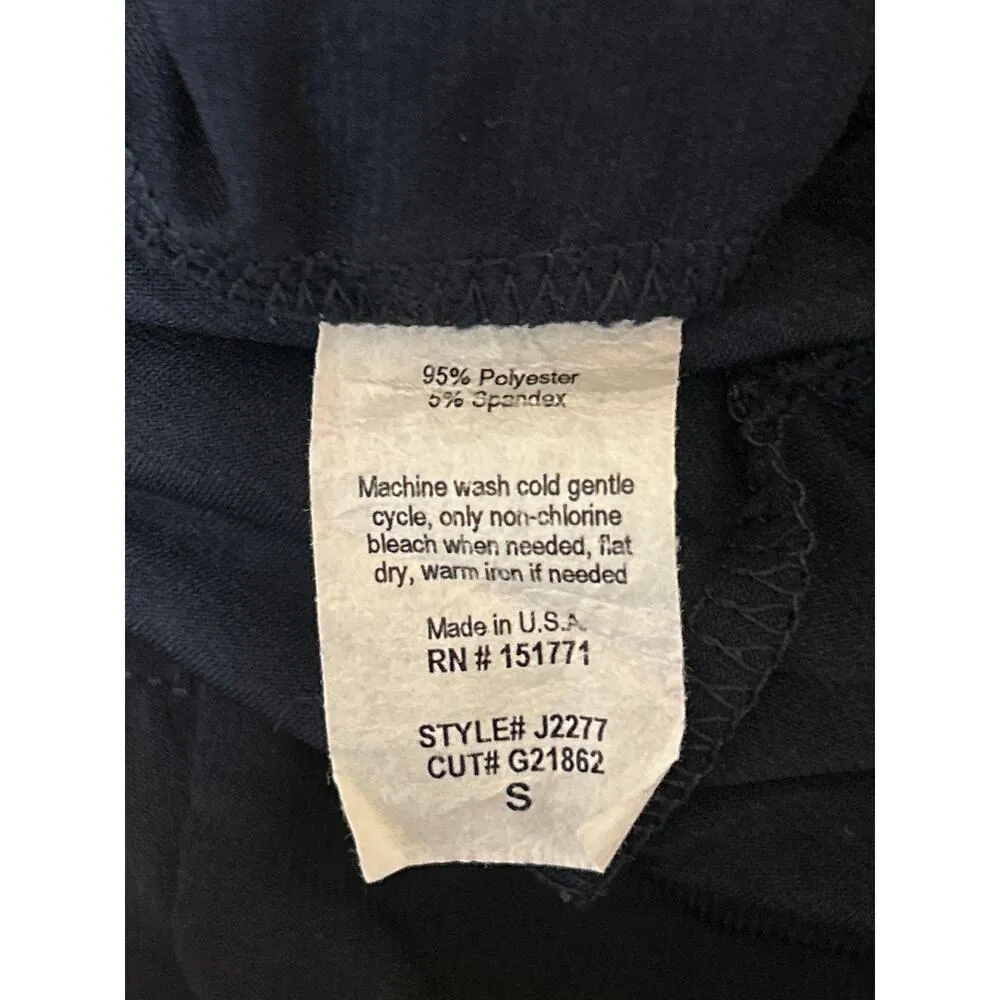 95% Polyester
5% Spandex
Machine wash cold gentle
cycle, only non-chlorine
bleach when needed, flat
dry, warm iron if needed
Made in U.S.A.
RN # 151771
STYLE# J2277
CUT# G21862
S